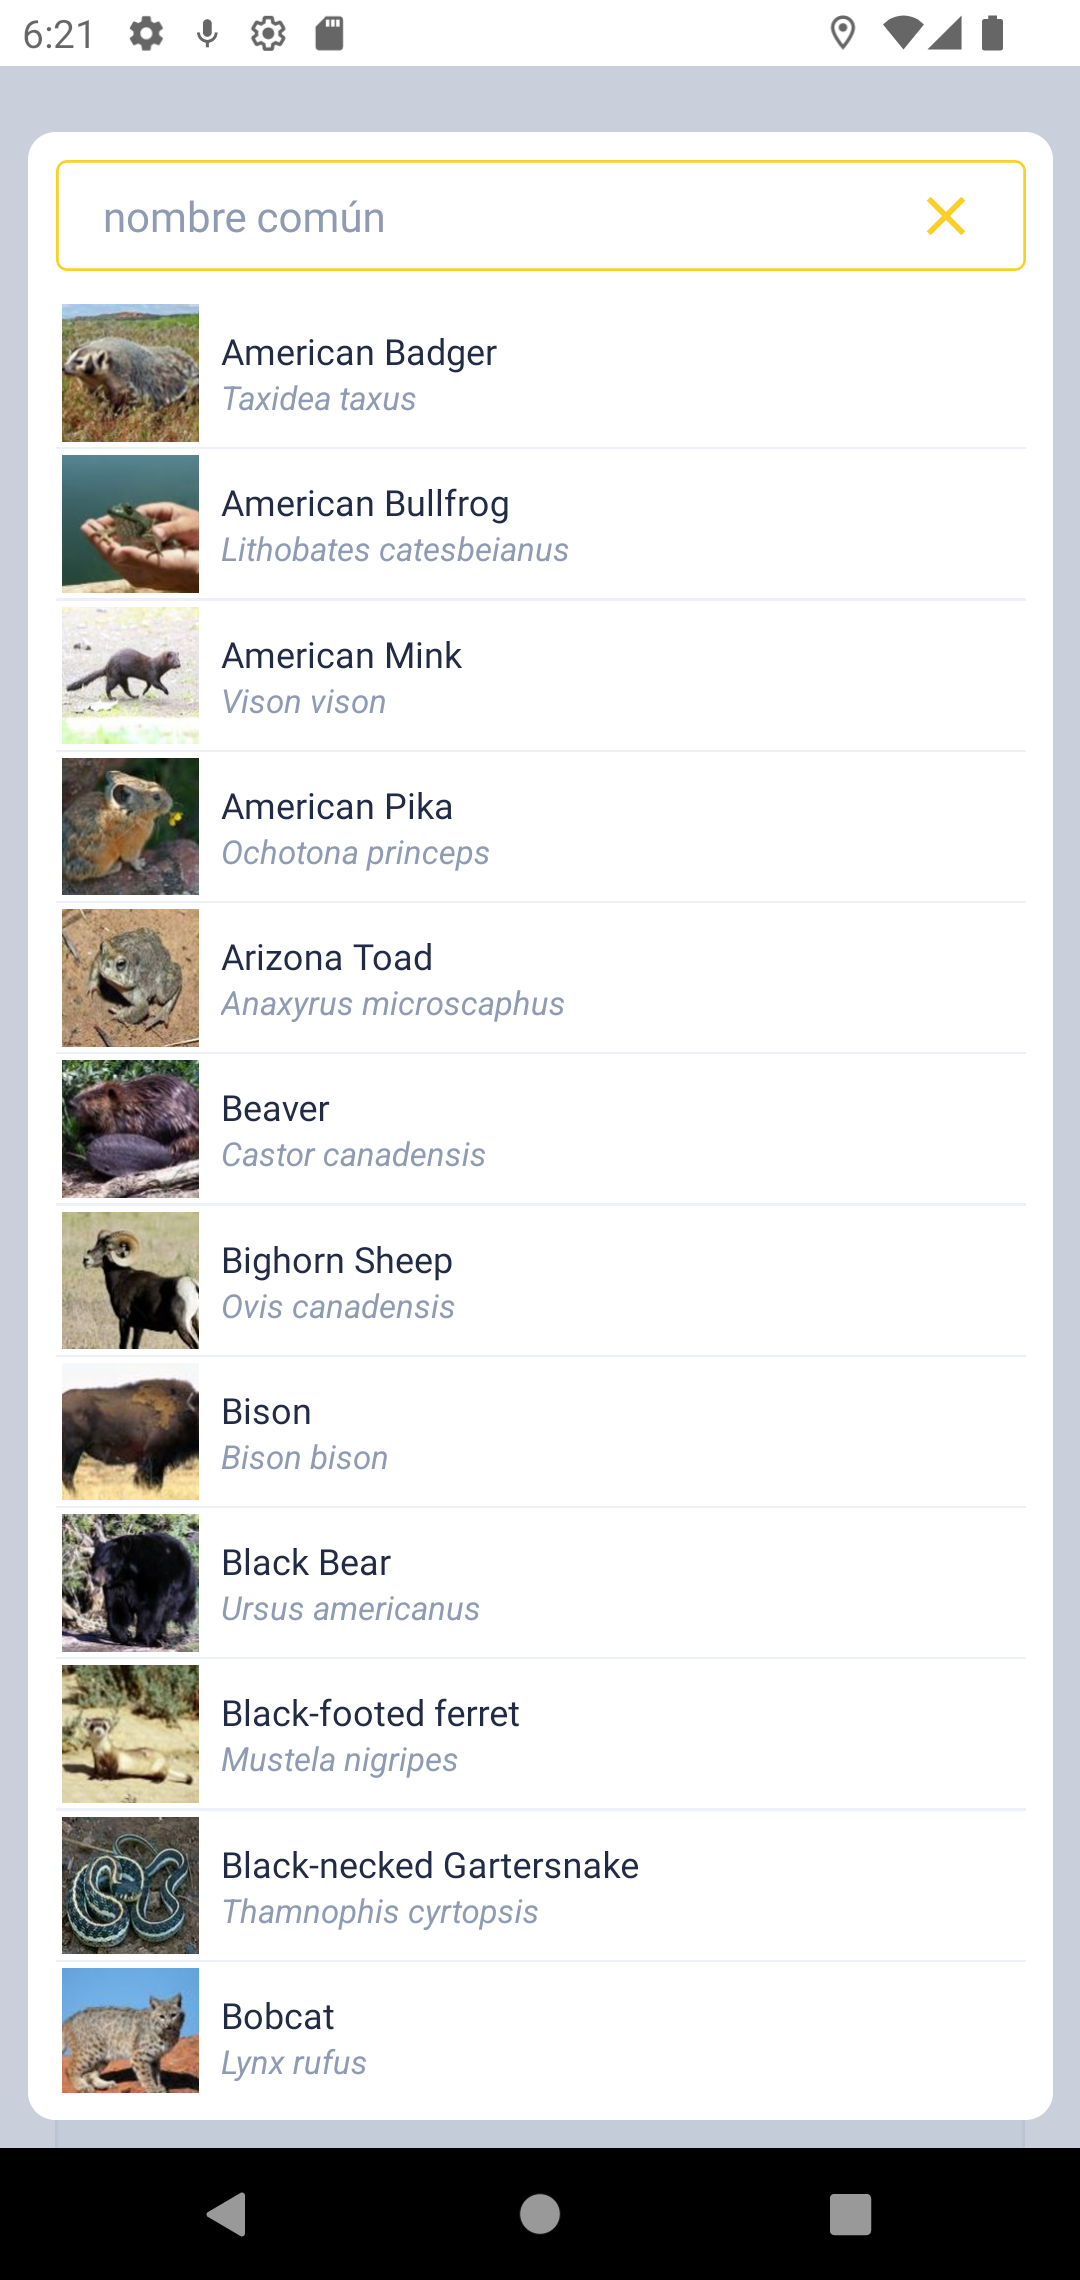 6:21
nombre común
American Badger
Taxidea taxus
American Bullfrog
Lithobates catesbeianus
American Mink
Vison vison
American Pika
Ochotona princeps
Arizona Toad
Anaxyrus microscaphus
Beaver
Castor canadensis
Bighorn Sheep
Ovis canadensis
Bison
Bison bison
Black Bear
Ursus americanus
Black-footed ferret
Mustela nigripes
Black-necked Gartersnake
Thamnophis cyrtopsis
Bobcat
Lynx rufus